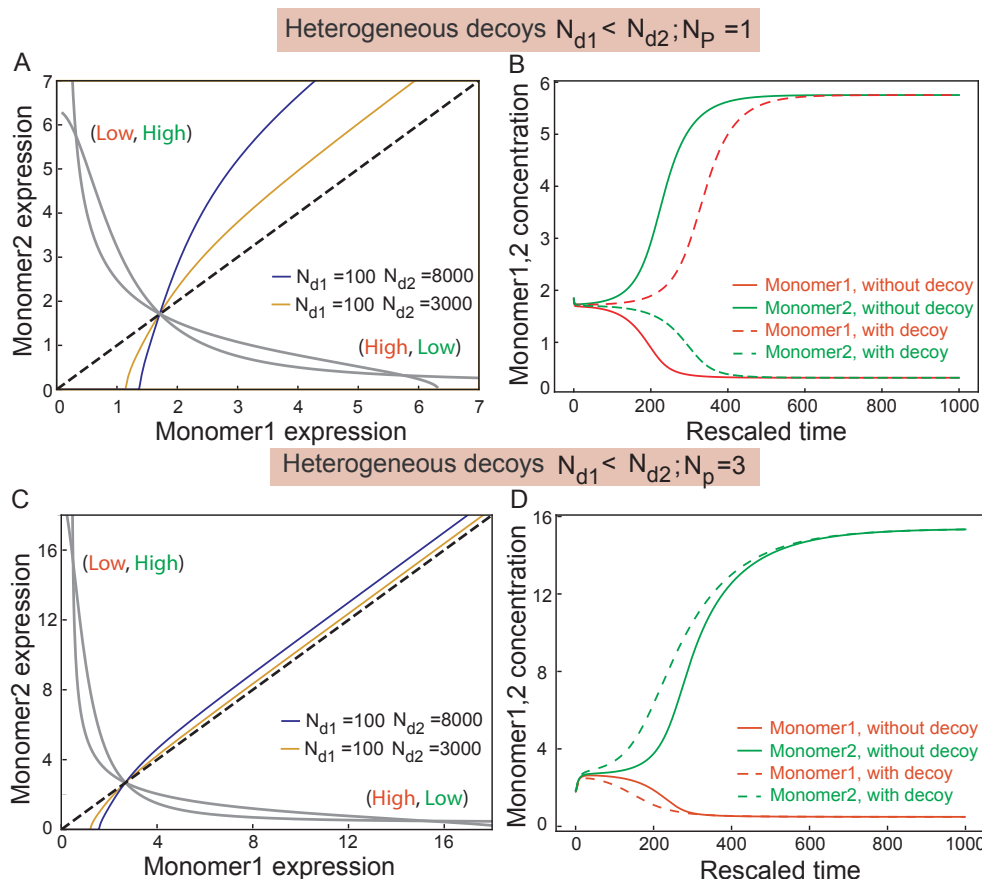 Heterogeneous decoys N_d1 < N_d2 ; N_P =1
A
7
6
5
4
3
2
1
0
0 1 2 3 4 5 6 7
Monomer2 expression
Monomer1 expression
(Low, High)
N_d1 =100 N_d2 =8000
N_d1 =100 N_d2 =3000
(High, Low)
B
6
5
4
3
2
1
0
0 200 400 600 800 1000
Monomer1,2 concentration
Rescaled time
Monomer1, without decoy
Monomer2, without decoy
Monomer1, with decoy
Monomer2, with decoy
Heterogeneous decoys N_d1 < N_d2 ; N_p =3
C
16
12
8
4
0
0 4 8 12 16
Monomer2 expression
Monomer1 expression
(Low, High)
N_d1 =100 N_d2 =8000
N_d1 =100 N_d2 =3000
(High, Low)
D
16
12
8
4
0
0 200 400 600 800 1000
Monomer1,2 concentration
Rescaled time
Monomer1, without decoy
Monomer2, without decoy
Monomer1, with decoy
Monomer2, with decoy